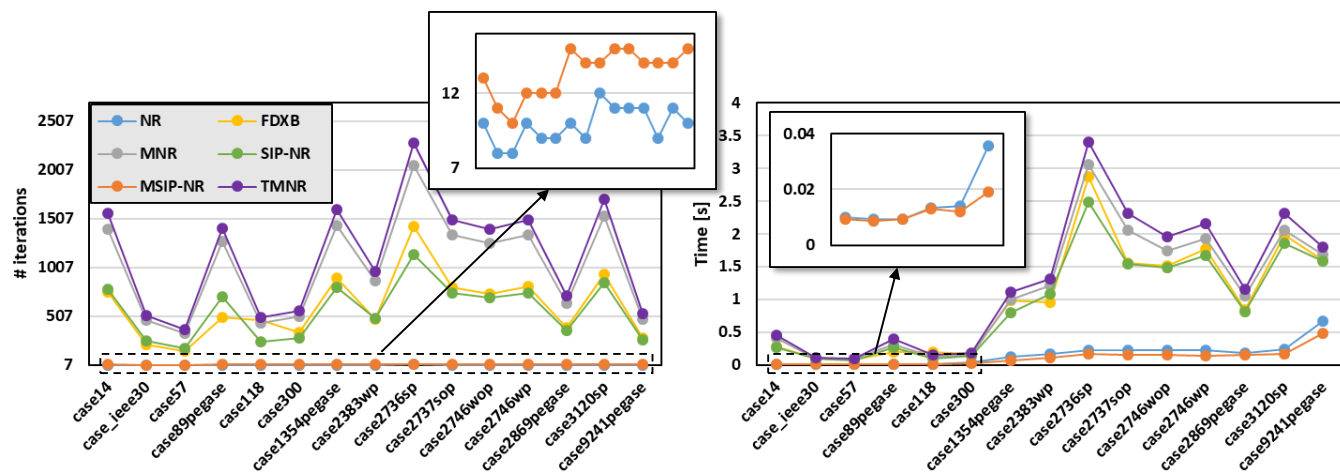 2507
2007
1507
1007
507
7
# iterations
NR
FDXB
MNR
SIP-NR
MSIP-NR
TMNR
12
7
case14
case_ieee30
case57
case89pegase
case118
case300
case1354pegase
case2383wp
case2736sp
case2737sop
case2746wop
case2746wp
case2869pegase
case3120sp
case9241pegase
4
3.5
3
2.5
2
1.5
1
0.5
0
Time [s]
0.04
0.02
0
case14
case_ieee30
case57
case89pegase
case118
case300
case1354pegase
case2383wp
case2736sp
case2737sop
case2746wop
case2746wp
case2869pegase
case3120sp
case9241pegase